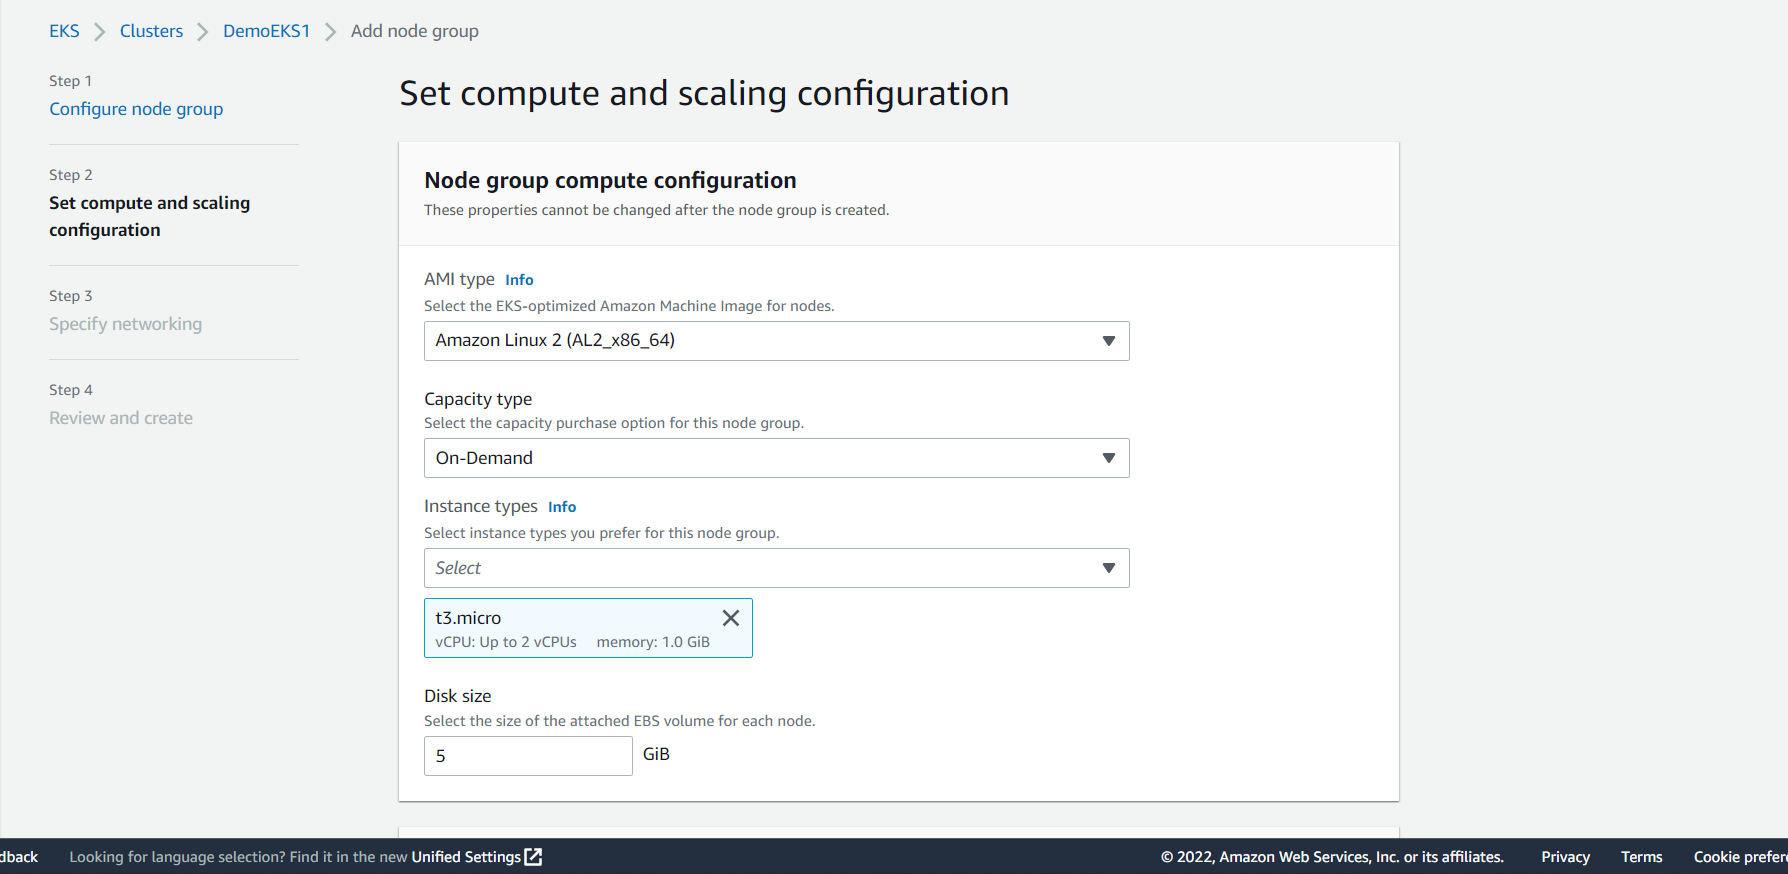 EKS > Clusters > DemoEKS1 > Add node group
Step 1
Configure node group
Step 2
Set compute and scaling
configuration
Step 3
Specify networking
Step 4
Review and create
Set compute and scaling configuration
Node group compute configuration
These properties cannot be changed after the node group is created.
AMI type Info
Select the EKS-optimized Amazon Machine Image for nodes.
Amazon Linux 2 (AL2_x86_64)
Capacity type
Select the capacity purchase option for this node group.
On-Demand
Instance types Info
Select instance types you prefer for this node group.
Select
t3.micro
vCPU: Up to 2 vCPUs memory: 1.0 GiB
Disk size
Select the size of the attached EBS volume for each node.
5 GiB
dback Looking for language selection? Find it in the new Unified Settings © 2022, Amazon Web Services, Inc. or its affiliates. Privacy Terms Cookie prefer